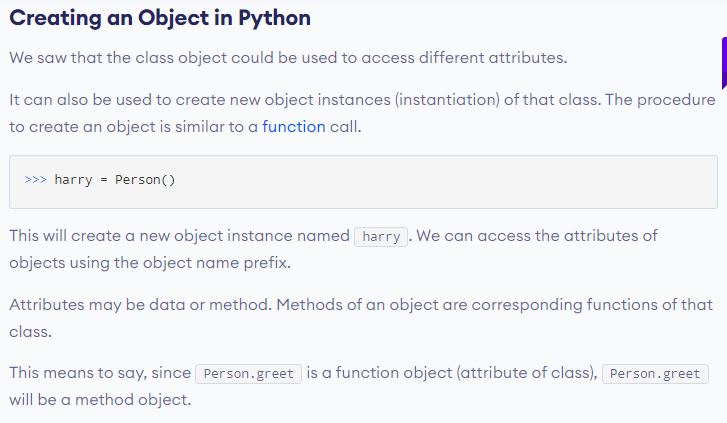 Creating an Object in Python
We saw that the class object could be used to access different attributes.
It can also be used to create new object instances (instantiation) of that class. The procedure
to create an object is similar to a function call.
>>> harry = Person()
This will create a new object instance named harry . We can access the attributes of
objects using the object name prefix.
Attributes may be data or method. Methods of an object are corresponding functions of that
class.
This means to say, since Person.greet is a function object (attribute of class), Person.greet
will be a method object.